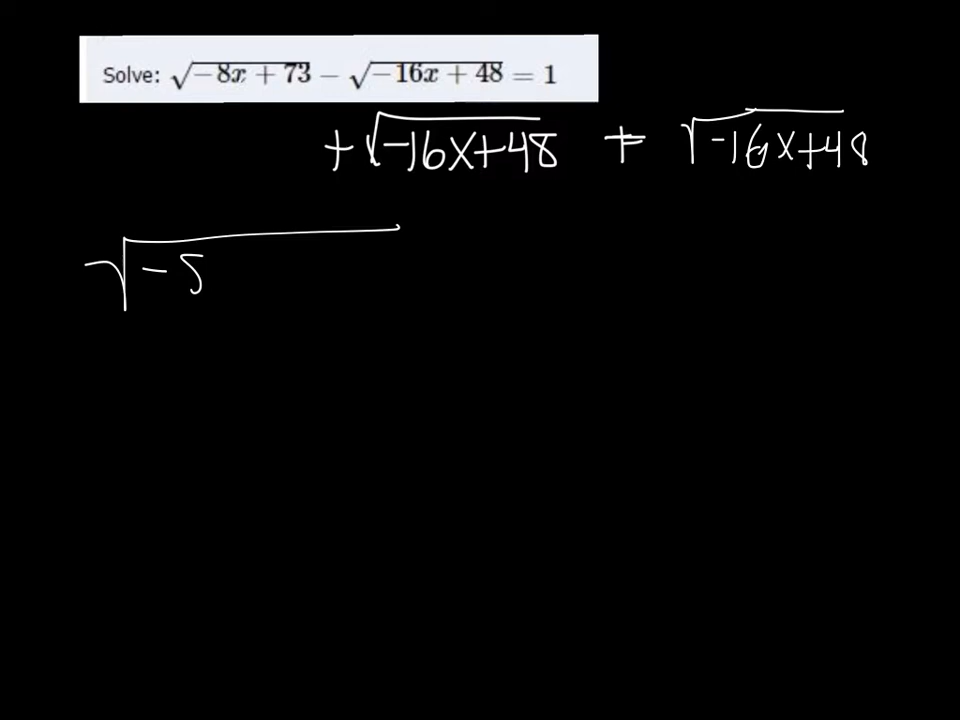 Solve: √(−8x + 73) − √(−16x + 48) = 1
+√(-16x+48) + √(-16x+48)
√(-5